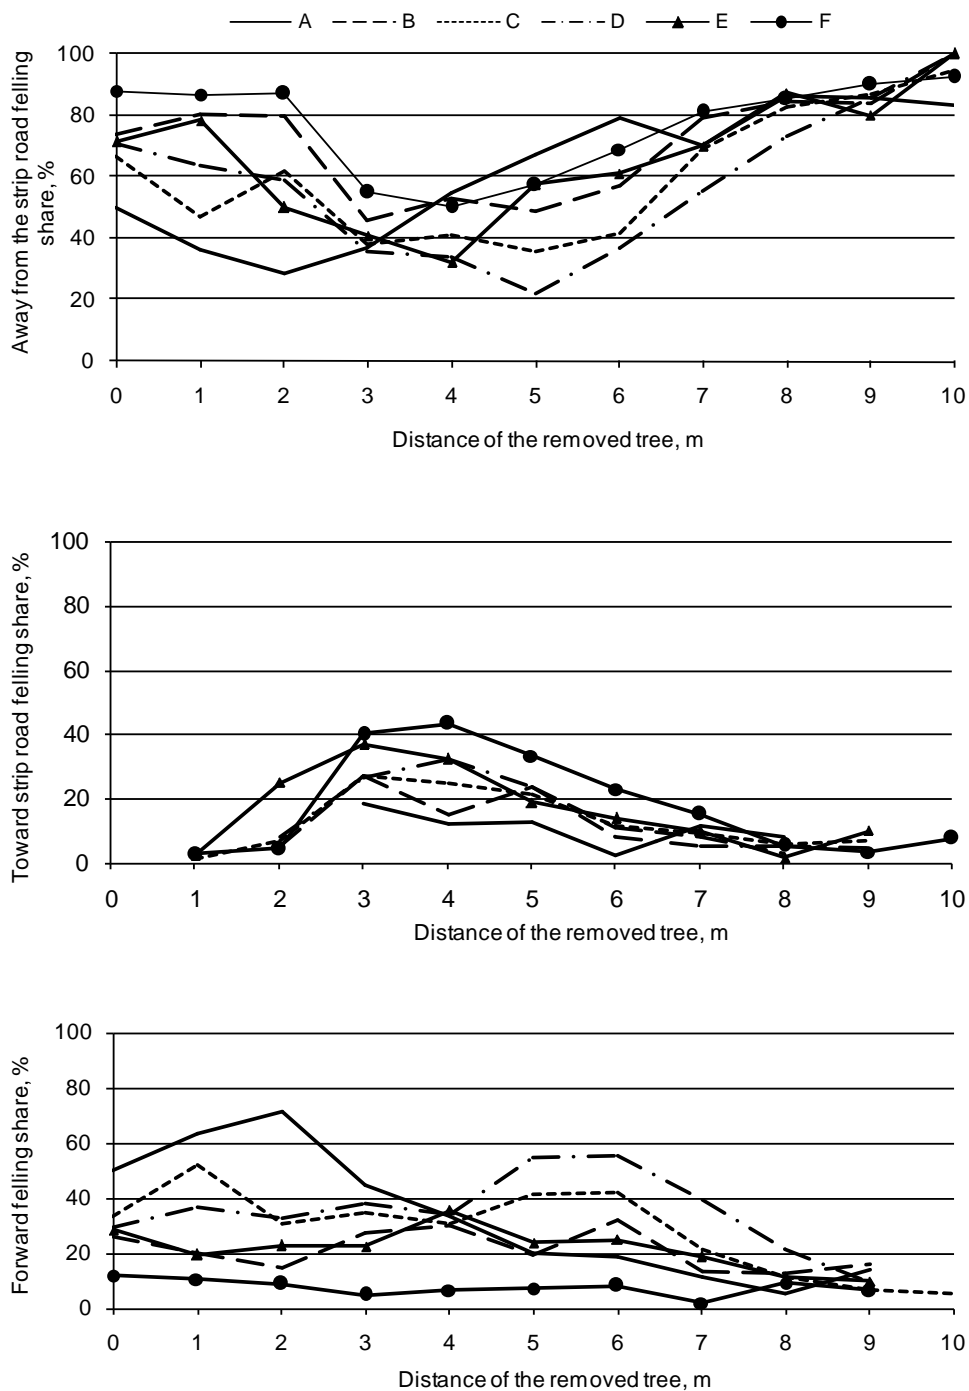 A B C D E F
Away from the strip road felling
share, %
100
80
60
40
20
0
0 1 2 3 4 5 6 7 8 9 10
Distance of the removed tree, m
Toward strip road felling share, %
100
80
60
40
20
0
0 1 2 3 4 5 6 7 8 9 10
Distance of the removed tree, m
Forward felling share, %
100
80
60
40
20
0
0 1 2 3 4 5 6 7 8 9 10
Distance of the removed tree, m